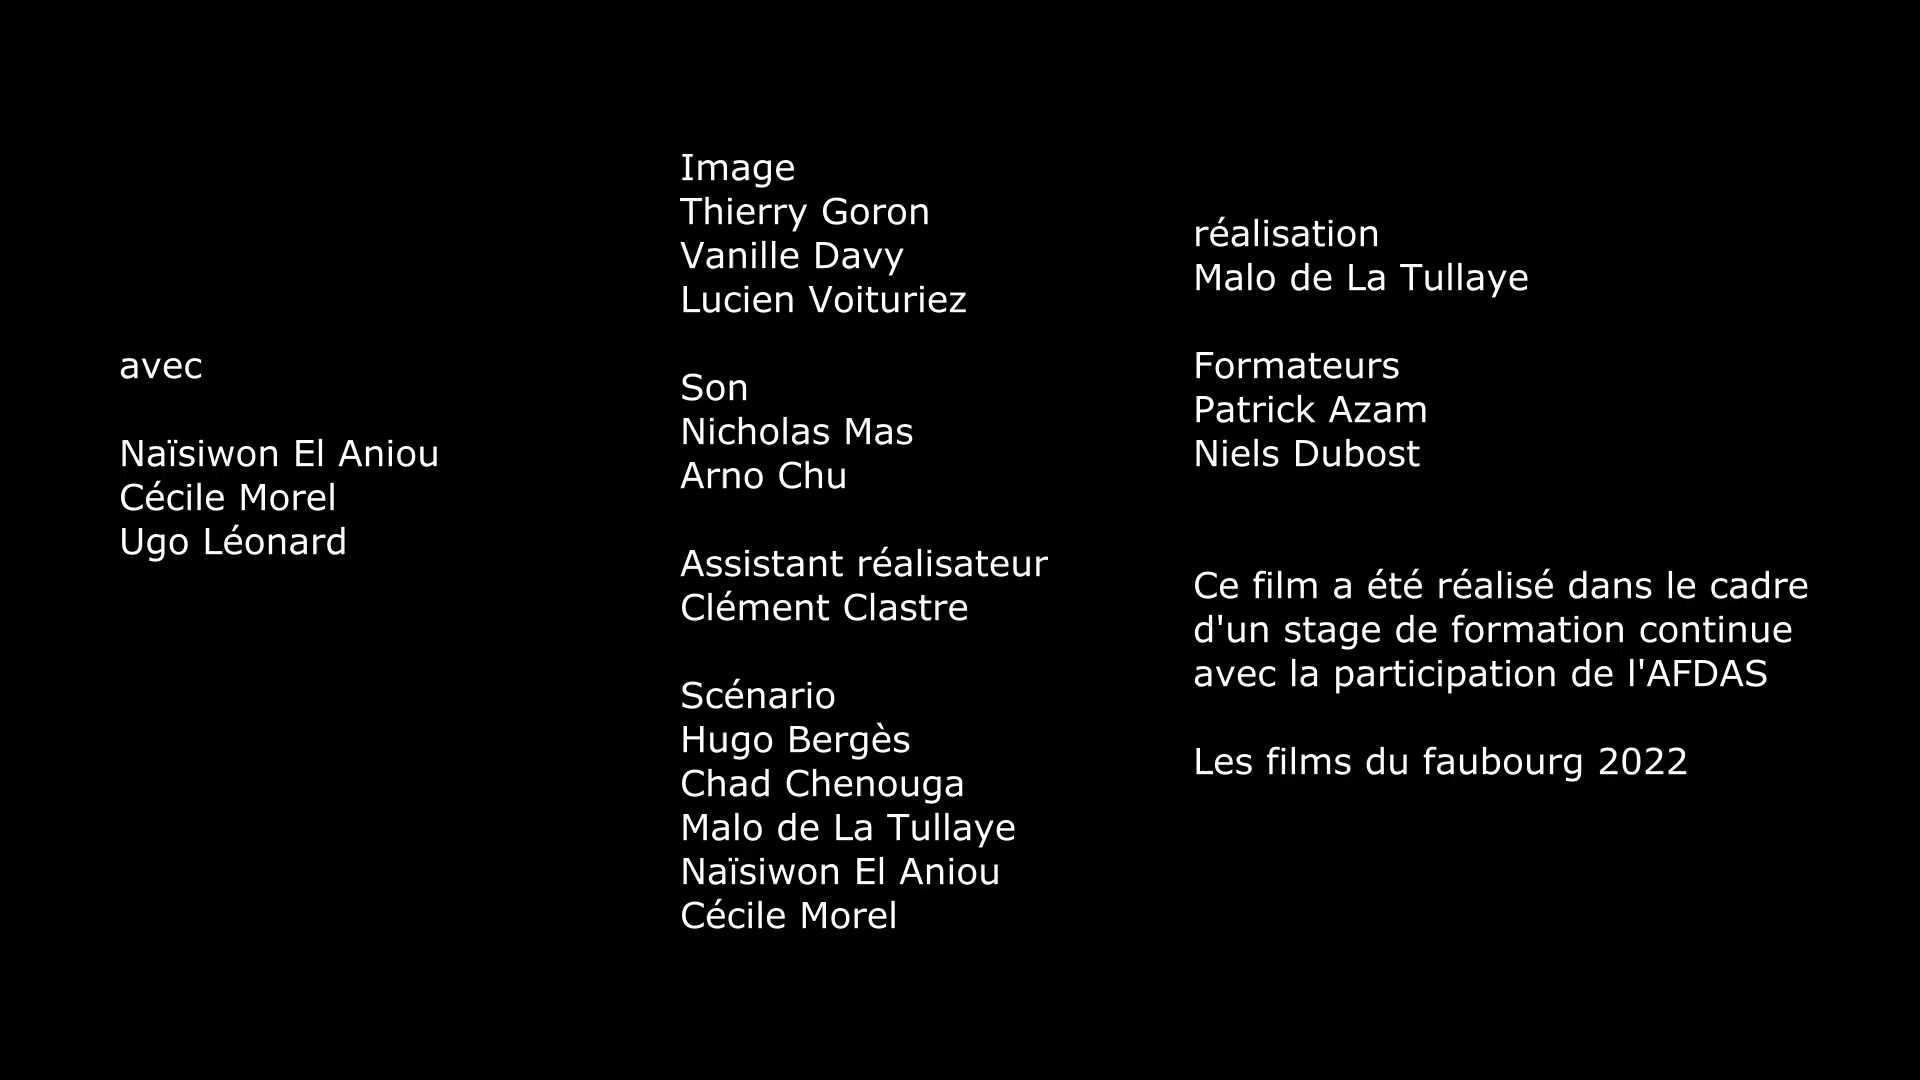 avec
Naïsiwon El Aniou
Cécile Morel
Ugo Léonard
Image
Thierry Goron
Vanille Davy
Lucien Voituriez
Son
Nicholas Mas
Arno Chu
Assistant réalisateur
Clément Clastre
Scénario
Hugo Bergès
Chad Chenouga
Malo de La Tullaye
Naïsiwon El Aniou
Cécile Morel
réalisation
Malo de La Tullaye
Formateurs
Patrick Azam
Niels Dubost
Ce film a été réalisé dans le cadre
d'un stage de formation continue
avec la participation de l'AFDAS
Les films du faubourg 2022